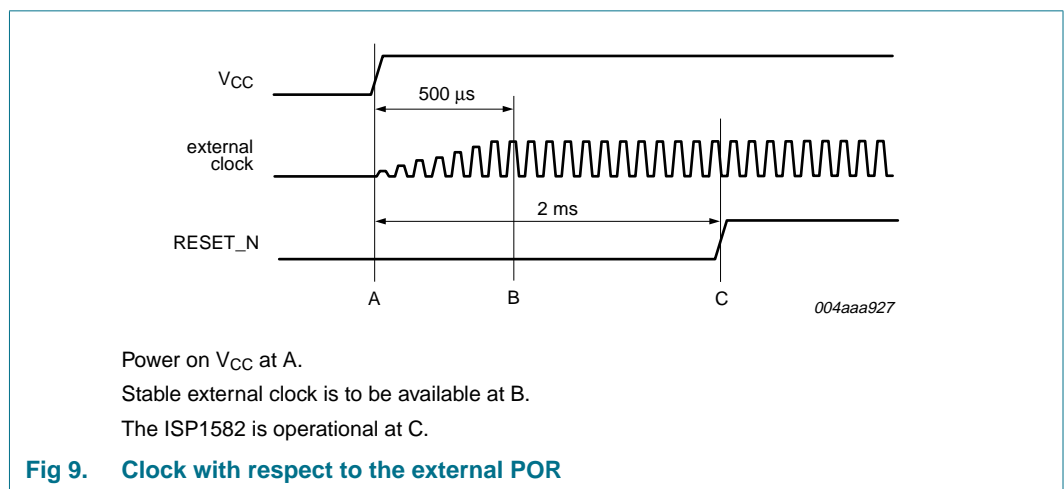 VCC
500 μs
external
clock
2 ms
RESET_N
A
B
C
004aaa927
Power on VCC at A.
Stable external clock is to be available at B.
The ISP1582 is operational at C.
Fig 9. Clock with respect to the external POR